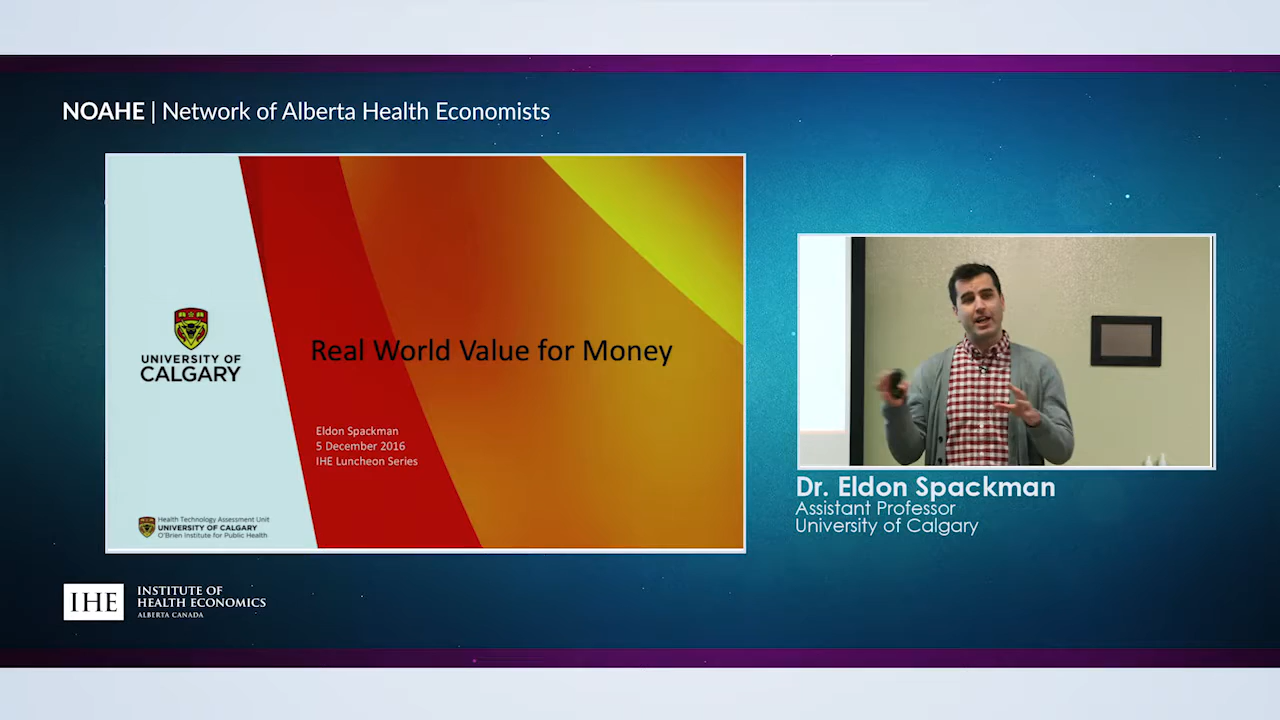 NOAHE | Network of Alberta Health Economists
UNIVERSITY OF
CALGARY
Real World Value for Money
Eldon Spackman
5 December 2016
IHE Luncheon Series
Health Technology Assessment Unit
UNIVERSITY OF CALGARY
O'Brien Institute for Public Health
Dr. Eldon Spackman
Assistant Professor
University of Calgary
IHE
INSTITUTE OF
HEALTH ECONOMICS
ALBERTA CANADA